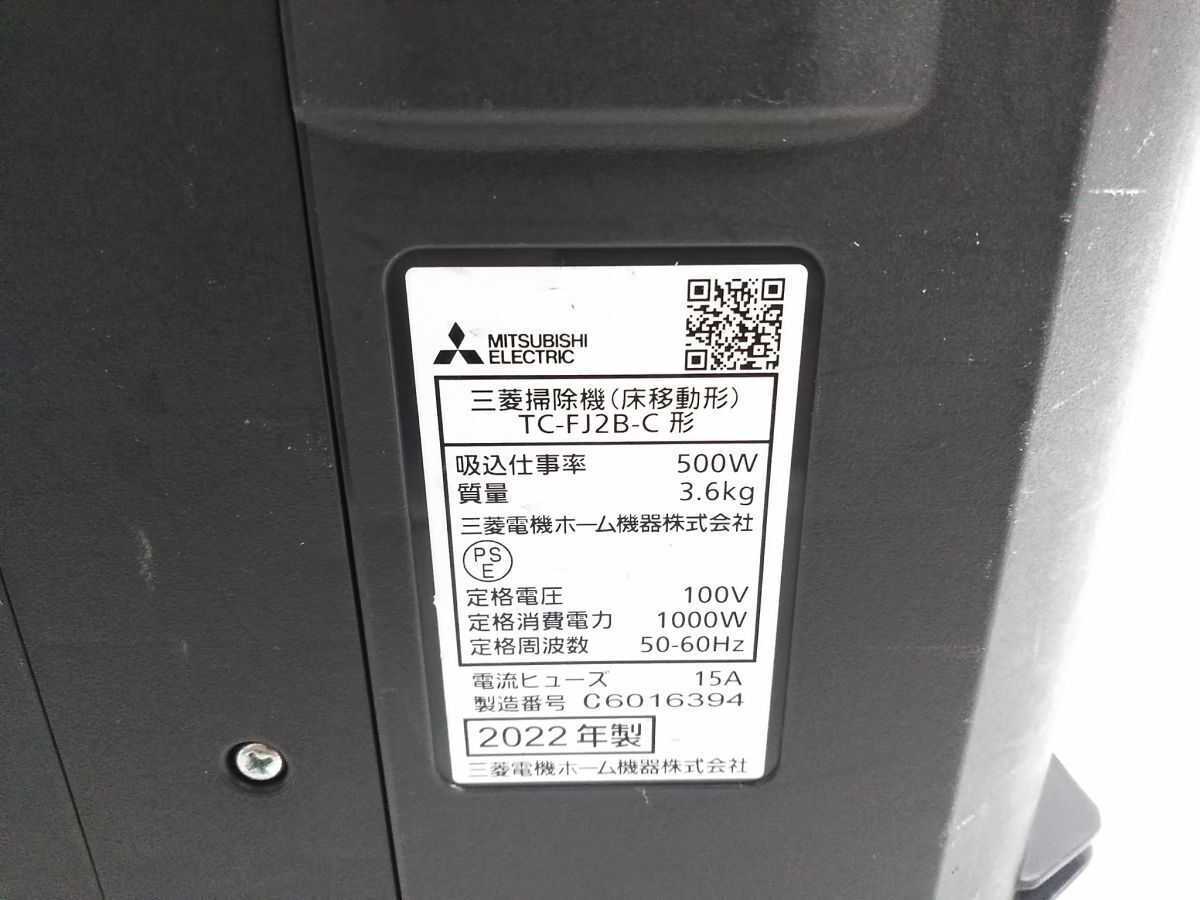 MITSUBISHI
ELECTRIC
三菱掃除機(床移動形)
TC-FJ2B-C 形
吸込仕事率 500W
質量 3.6kg
三菱電機ホーム機器株式会社
PS
E
定格電圧 100V
定格消費電力 1000W
定格周波数 50-60Hz
電流ヒューズ 15A
製造番号 C6016394
2022 年製
三菱電機ホーム機器株式会社